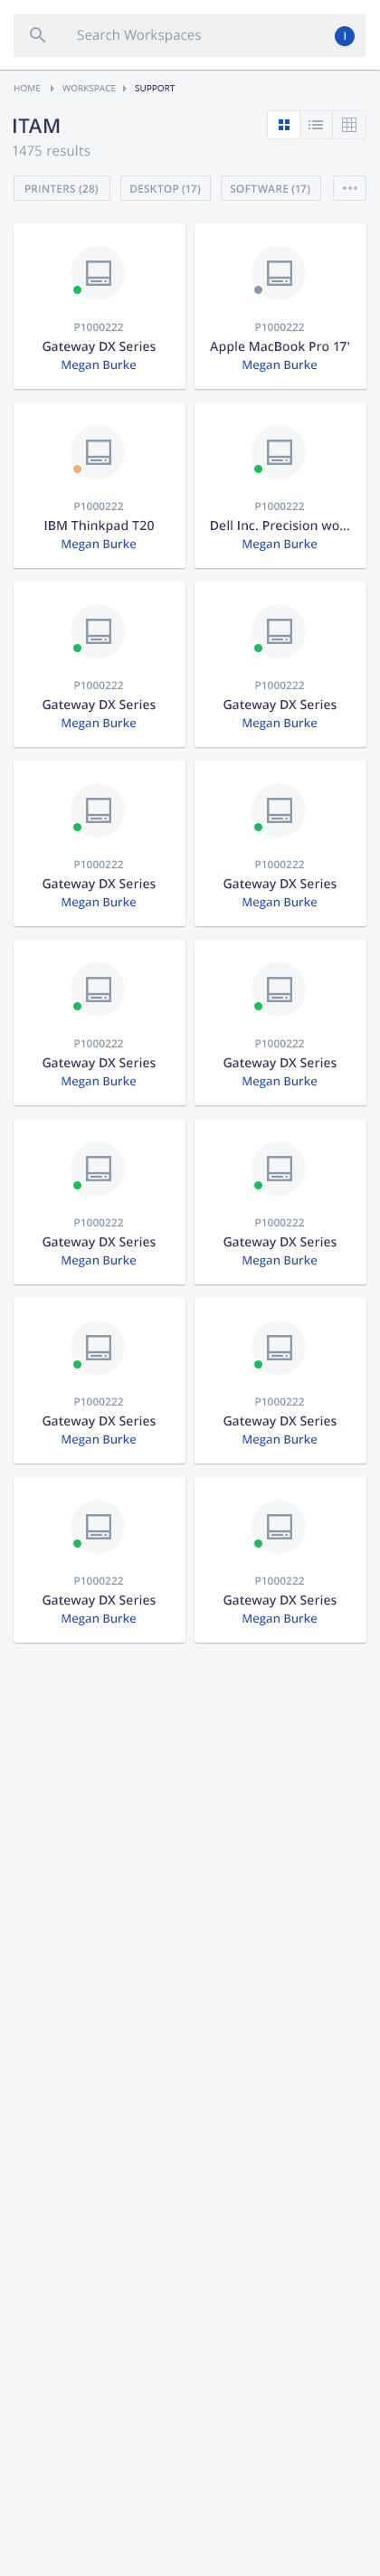 Search Workspaces
I
HOME WORKSPACE SUPPORT
ITAM
1475 results
PRINTERS (28) DESKTOP (17) SOFTWARE (17)
P1000222
Gateway DX Series
Megan Burke
P1000222
Apple MacBook Pro 17'
Megan Burke
P1000222
IBM Thinkpad T20
Megan Burke
P1000222
Dell Inc. Precision wo...
Megan Burke
P1000222
Gateway DX Series
Megan Burke
P1000222
Gateway DX Series
Megan Burke
P1000222
Gateway DX Series
Megan Burke
P1000222
Gateway DX Series
Megan Burke
P1000222
Gateway DX Series
Megan Burke
P1000222
Gateway DX Series
Megan Burke
P1000222
Gateway DX Series
Megan Burke
P1000222
Gateway DX Series
Megan Burke
P1000222
Gateway DX Series
Megan Burke
P1000222
Gateway DX Series
Megan Burke
P1000222
Gateway DX Series
Megan Burke
P1000222
Gateway DX Series
Megan Burke